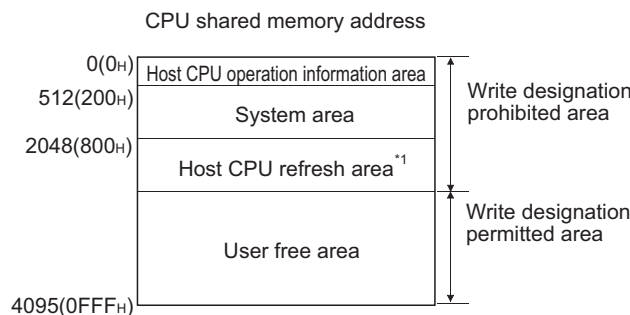 CPU shared memory address
0(0H)
Host CPU operation information area
512(200H)
System area
Write designation
prohibited area
2048(800H)
Host CPU refresh area*1
Write designation
permitted area
User free area
4095(0FFFH)